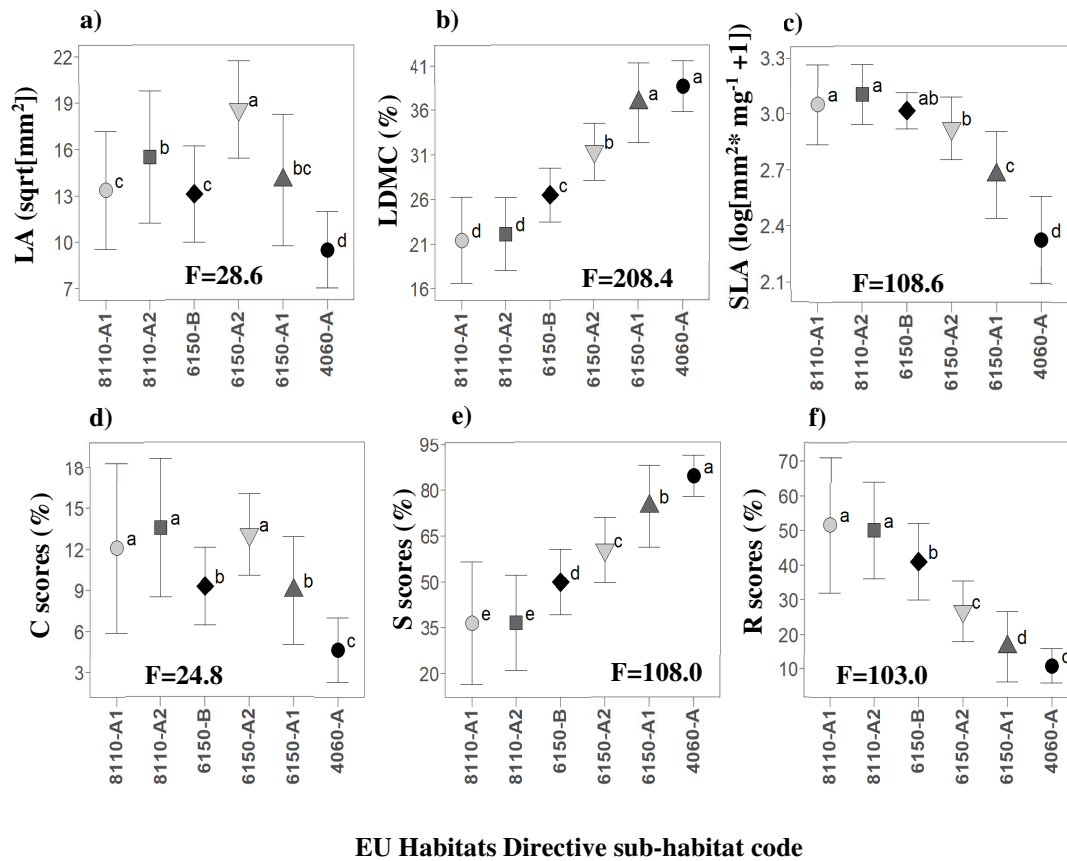 a)
LA (sqrt[mm²])
22
19
16
13
10
7
c
b
c
a
bc
d
F=28.6
8110-A1
8110-A2
6150-B
6150-A2
6150-A1
4060-A
b)
LDMC (%)
41
36
31
26
21
16
d
d
c
b
a
a
F=208.4
8110-A1
8110-A2
6150-B
6150-A2
6150-A1
4060-A
c)
SLA (log[mm²* mg⁻¹ +1]
3.3
3.0
2.7
2.4
2.1
a
a
ab
b
c
d
F=108.6
8110-A1
8110-A2
6150-B
6150-A2
6150-A1
4060-A
d)
C scores (%)
18
15
12
9
6
3
a
a
b
a
b
c
F=24.8
8110-A1
8110-A2
6150-B
6150-A2
6150-A1
4060-A
e)
S scores (%)
95
80
65
50
35
20
e
e
d
c
b
a
F=108.0
8110-A1
8110-A2
6150-B
6150-A2
6150-A1
4060-A
f)
R scores (%)
70
60
50
40
30
20
10
a
a
b
c
d
d
F=103.0
8110-A1
8110-A2
6150-B
6150-A2
6150-A1
4060-A
EU Habitats Directive sub-habitat code